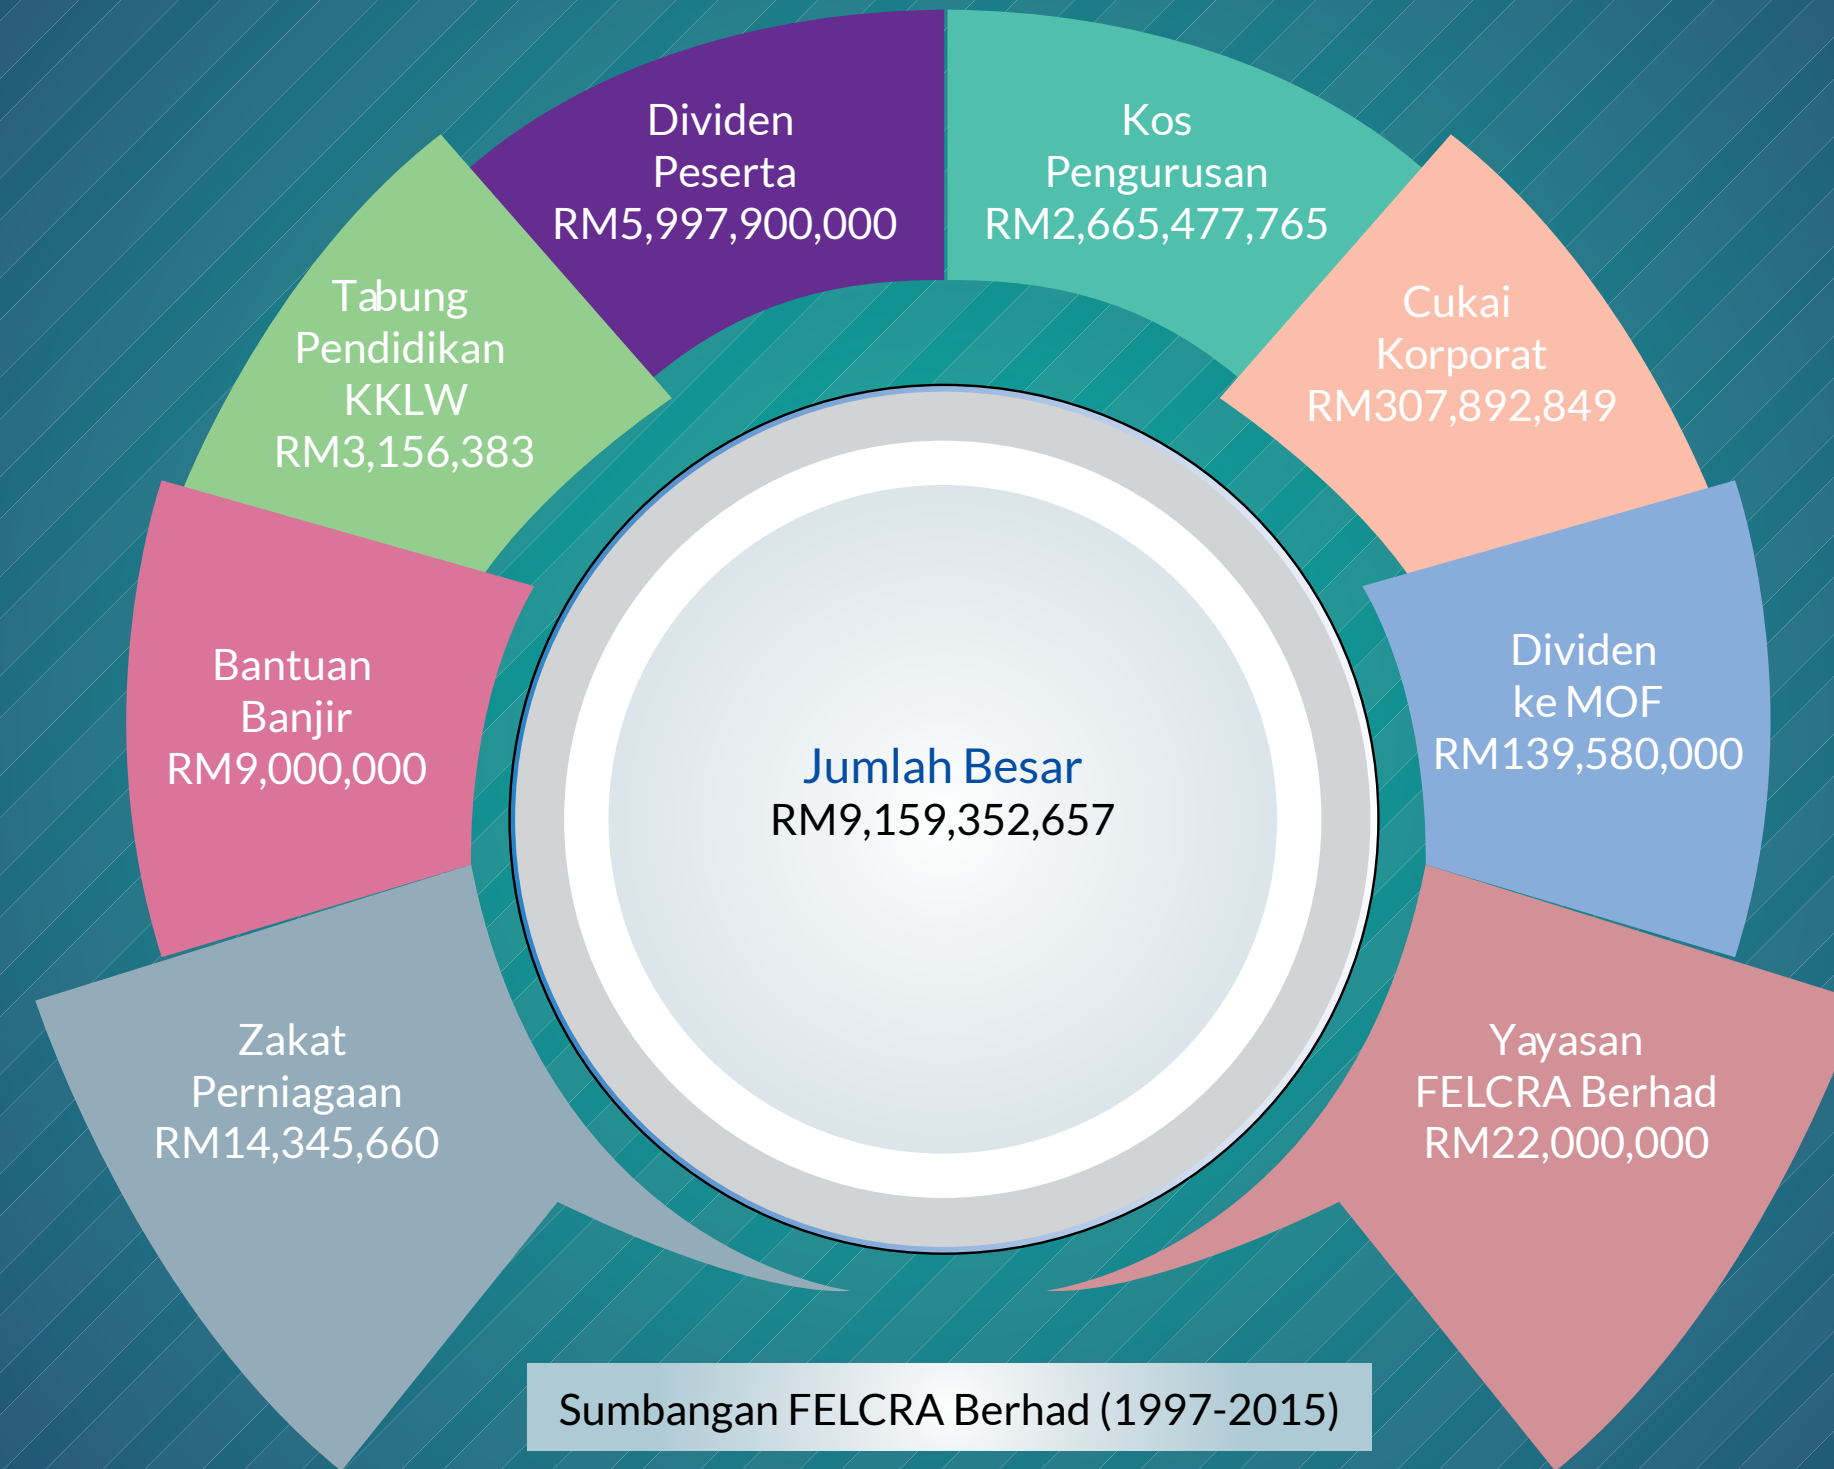 Dividen
Peserta
RM5,997,900,000
Kos
Pengurusan
RM2,665,477,765
Tabung
Pendidikan
KKLW
RM3,156,383
Cukai
Korporat
RM307,892,849
Bantuan
Banjir
RM9,000,000
Dividen
ke MOF
RM139,580,000
Jumlah Besar
RM9,159,352,657
Zakat
Perniagaan
RM14,345,660
Yayasan
FELCRA Berhad
RM22,000,000
Sumbangan FELCRA Berhad (1997-2015)